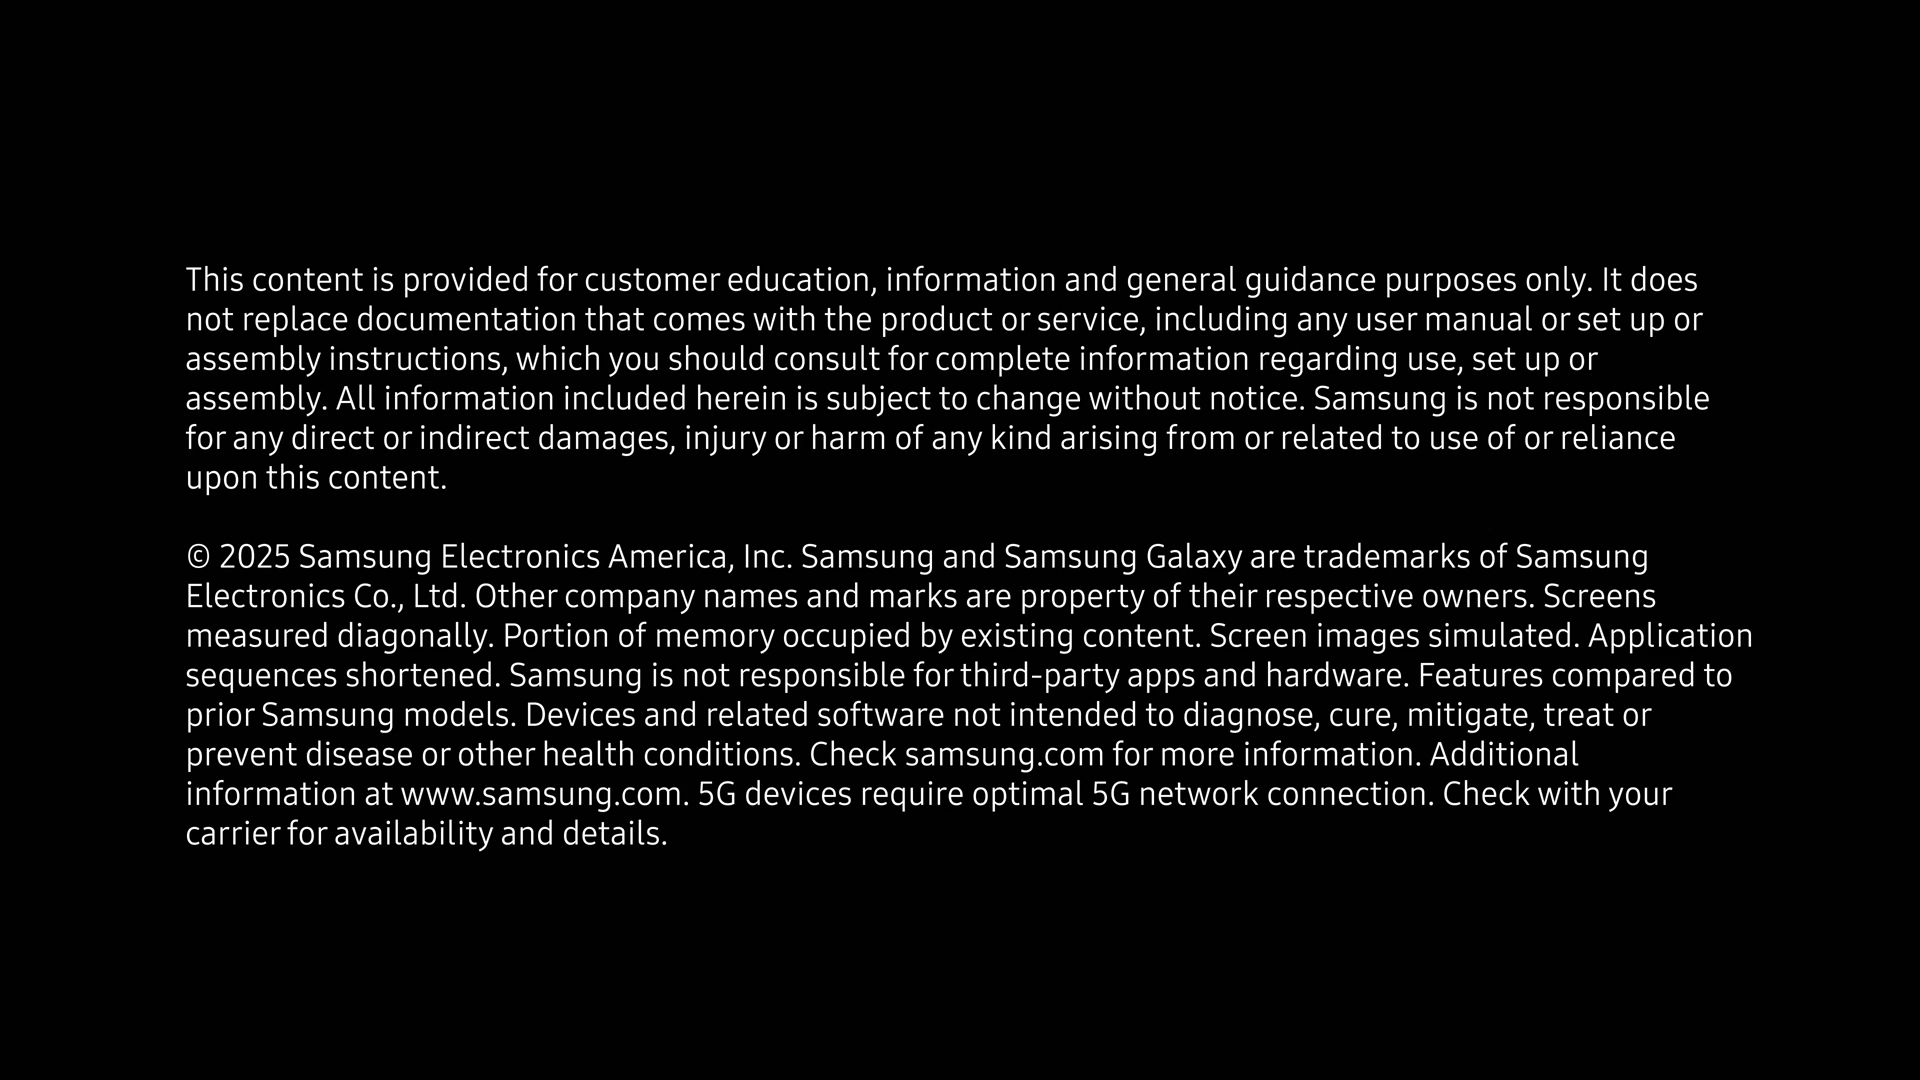 This content is provided for customer education, information and general guidance purposes only. It does
not replace documentation that comes with the product or service, including any user manual or set up or
assembly instructions, which you should consult for complete information regarding use, set up or
assembly. All information included herein is subject to change without notice. Samsung is not responsible
for any direct or indirect damages, injury or harm of any kind arising from or related to use of or reliance
upon this content.
© 2025 Samsung Electronics America, Inc. Samsung and Samsung Galaxy are trademarks of Samsung
Electronics Co., Ltd. Other company names and marks are property of their respective owners. Screens
measured diagonally. Portion of memory occupied by existing content. Screen images simulated. Application
sequences shortened. Samsung is not responsible for third-party apps and hardware. Features compared to
prior Samsung models. Devices and related software not intended to diagnose, cure, mitigate, treat or
prevent disease or other health conditions. Check samsung.com for more information. Additional
information at www.samsung.com. 5G devices require optimal 5G network connection. Check with your
carrier for availability and details.